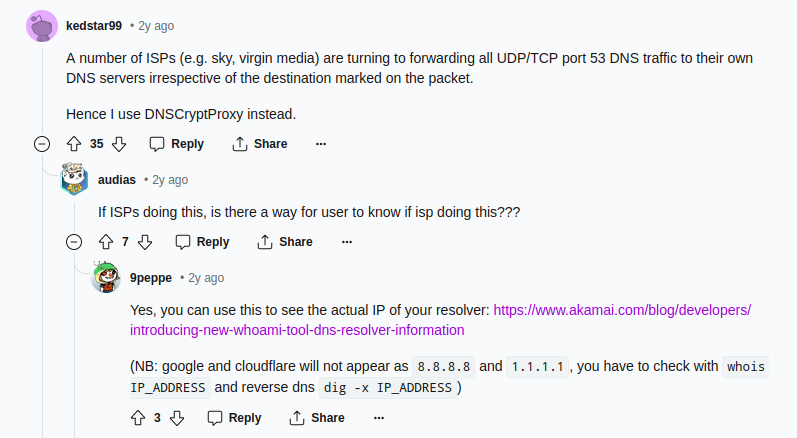 kedstar99 • 2y ago
A number of ISPs (e.g. sky, virgin media) are turning to forwarding all UDP/TCP port 53 DNS traffic to their own
DNS servers irrespective of the destination marked on the packet.
Hence I use DNSCryptProxy instead.
35 Reply Share ...
audias • 2y ago
If ISPs doing this, is there a way for user to know if isp doing this???
7 Reply Share ...
9peppe • 2y ago
Yes, you can use this to see the actual IP of your resolver: https://www.akamai.com/blog/developers/
introducing-new-whoami-tool-dns-resolver-information
(NB: google and cloudflare will not appear as 8.8.8.8 and 1.1.1.1, you have to check with whois
IP_ADDRESS and reverse dns dig -x IP_ADDRESS)
3 Reply Share ...